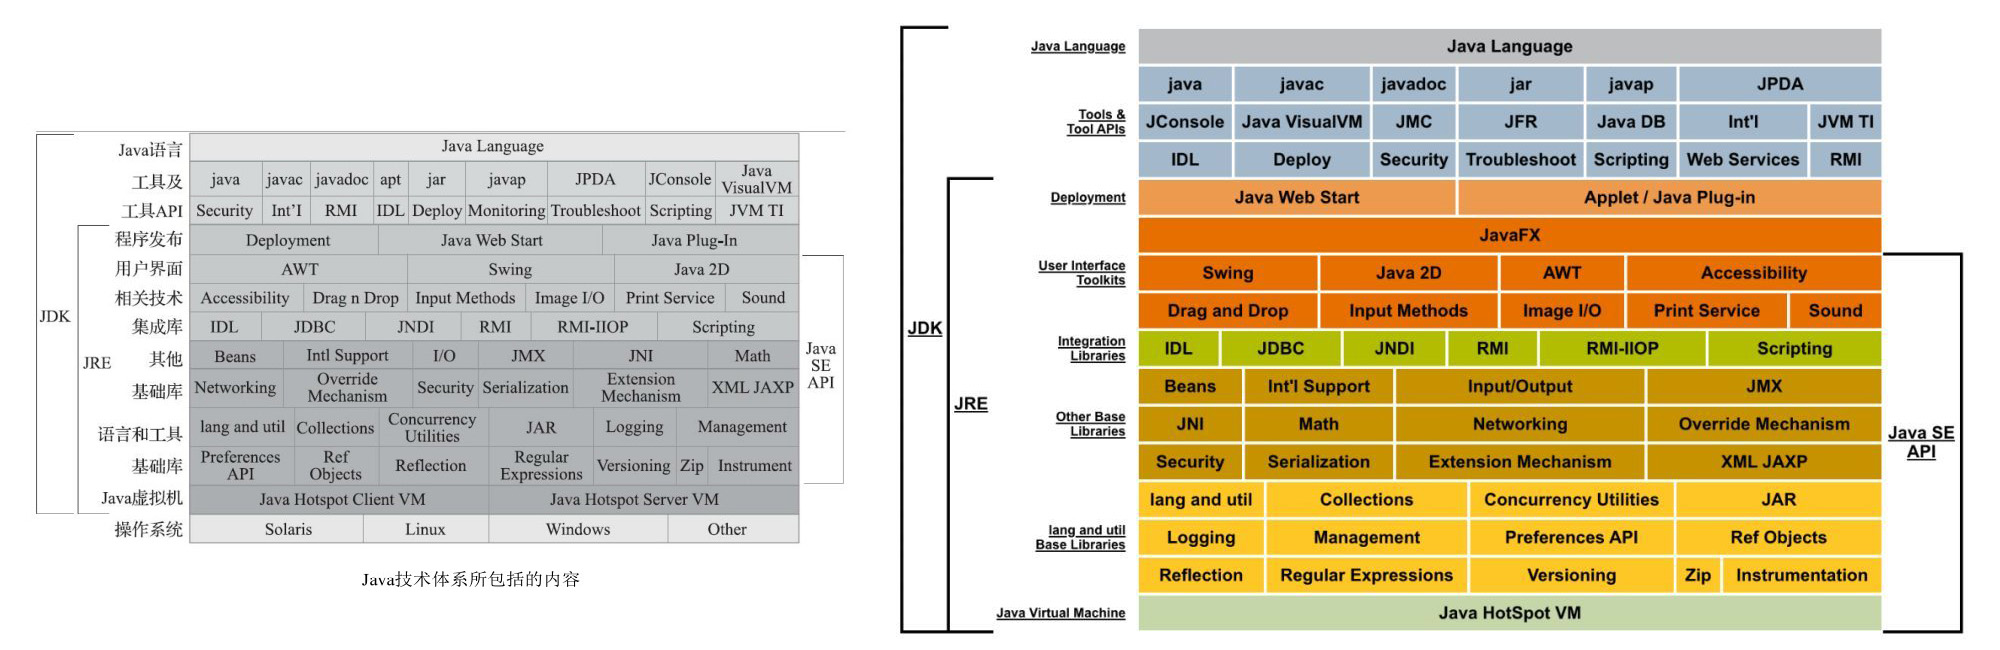 Java语言 Java Language
工具及 java javac javadoc apt jar javap JPDA JConsole Java VisualVM
工具API Security Int'I RMI IDL Deploy Monitoring Troubleshoot Scripting JVM TI
程序发布 Deployment Java Web Start Java Plug-In
用户界面 AWT Swing Java 2D
相关技术 Accessibility Drag n Drop Input Methods Image I/O Print Service Sound
集成库 IDL JDBC JNDI RMI RMI-IIOP Scripting
其他 Beans Intl Support I/O JMX JNI Math
基础库 Networking Override Mechanism Security Serialization Extension Mechanism XML JAXP
语言和工具 lang and util Collections Concurrency Utilities JAR Logging Management
基础库 Preferences API Ref Objects Reflection Regular Expressions Versioning Zip Instrument
Java虚拟机 Java Hotspot Client VM Java Hotspot Server VM
操作系统 Solaris Linux Windows Other
JDK
JRE
Java
SE
API
Java技术体系所包括的内容
Java Language Java Language
java javac javadoc jar javap JPDA
Tools &
Tool APIs
JConsole Java VisualVM JMC JFR Java DB Int'l JVM TI
IDL Deploy Security Troubleshoot Scripting Web Services RMI
Deployment Java Web Start Applet / Java Plug-in
JavaFX
User Interface
Toolkits
Swing Java 2D AWT Accessibility
Drag and Drop Input Methods Image I/O Print Service Sound
Integration
Libraries
IDL JDBC JNDI RMI RMI-IIOP Scripting
Beans Int'l Support Input/Output JMX
Other Base
Libraries
JNI Math Networking Override Mechanism
Security Serialization Extension Mechanism XML JAXP
lang and util Collections Concurrency Utilities JAR
lang and util
Base Libraries
Logging Management Preferences API Ref Objects
Reflection Regular Expressions Versioning Zip Instrumentation
Java Virtual Machine Java HotSpot VM
JDK
JRE
Java SE
API